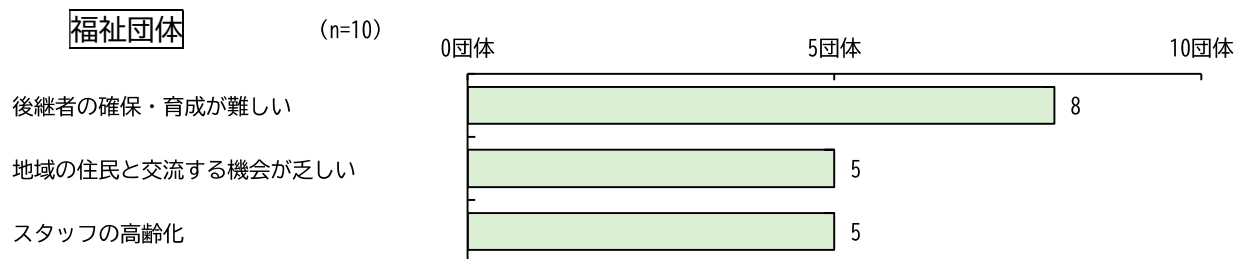 福祉団体 （n=10）
0団体 5団体 10団体
後継者の確保・育成が難しい 8
地域の住民と交流する機会が乏しい 5
スタッフの高齢化 5